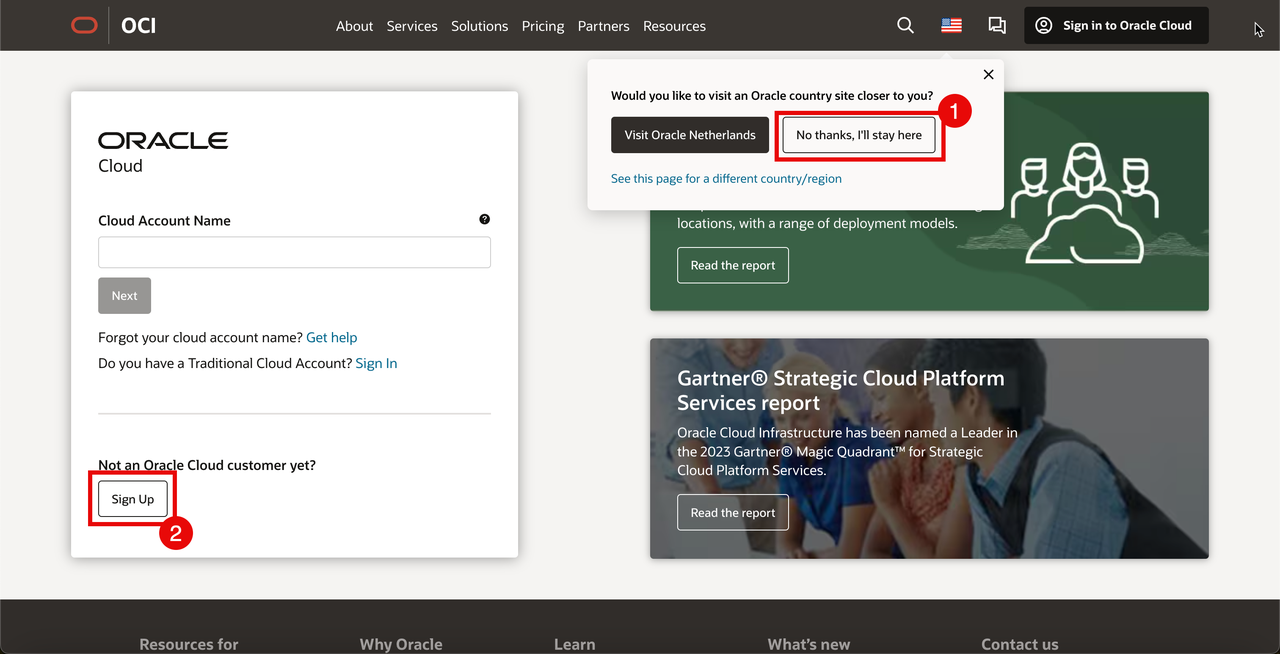 OCI
About Services Solutions Pricing Partners Resources
Sign in to Oracle Cloud
Would you like to visit an Oracle country site closer to you?
1
Visit Oracle Netherlands
No thanks, I'll stay here
See this page for a different country/region
ORACLE
Cloud
Cloud Account Name
?
Next
Forgot your cloud account name? Get help
Do you have a Traditional Cloud Account? Sign In
Not an Oracle Cloud customer yet?
Sign Up
2
locations, with a range of deployment models.
Read the report
Gartner® Strategic Cloud Platform
Services report
Oracle Cloud Infrastructure has been named a Leader in
the 2023 Gartner® Magic Quadrant™ for Strategic
Cloud Platform Services.
Read the report
Resources for
Why Oracle
Learn
What's new
Contact us